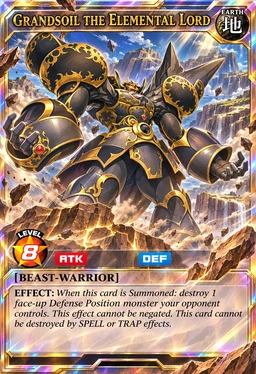 GRANDSOIL THE ELEMENTAL LORD
EARTH
地
LEVEL
8
ATK
DEF
[BEAST-WARRIOR]
EFFECT: When this card is Summoned: destroy 1
face-up Defense Position monster your opponent
controls. This effect cannot be negated. This card cannot
be destroyed by SPELL or TRAP effects.